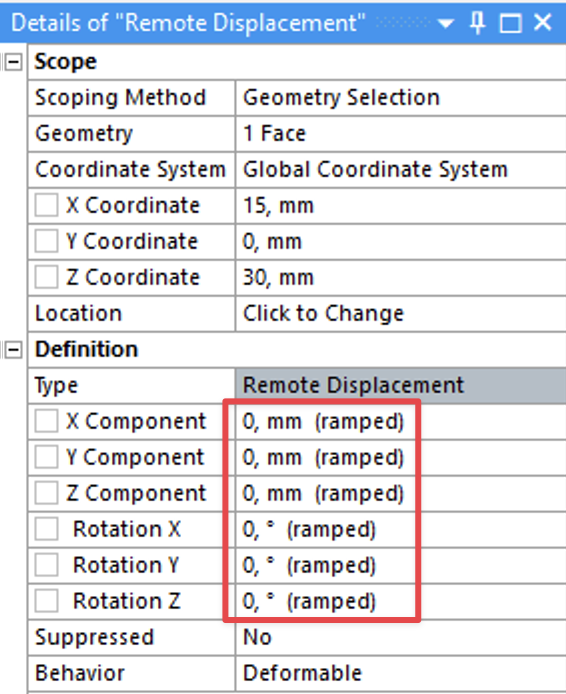 Details of "Remote Displacement"
Scope
Scoping Method Geometry Selection
Geometry 1 Face
Coordinate System Global Coordinate System
X Coordinate 15, mm
Y Coordinate 0, mm
Z Coordinate 30, mm
Location Click to Change
Definition
Type Remote Displacement
X Component 0, mm (ramped)
Y Component 0, mm (ramped)
Z Component 0, mm (ramped)
Rotation X 0, ° (ramped)
Rotation Y 0, ° (ramped)
Rotation Z 0, ° (ramped)
Suppressed No
Behavior Deformable